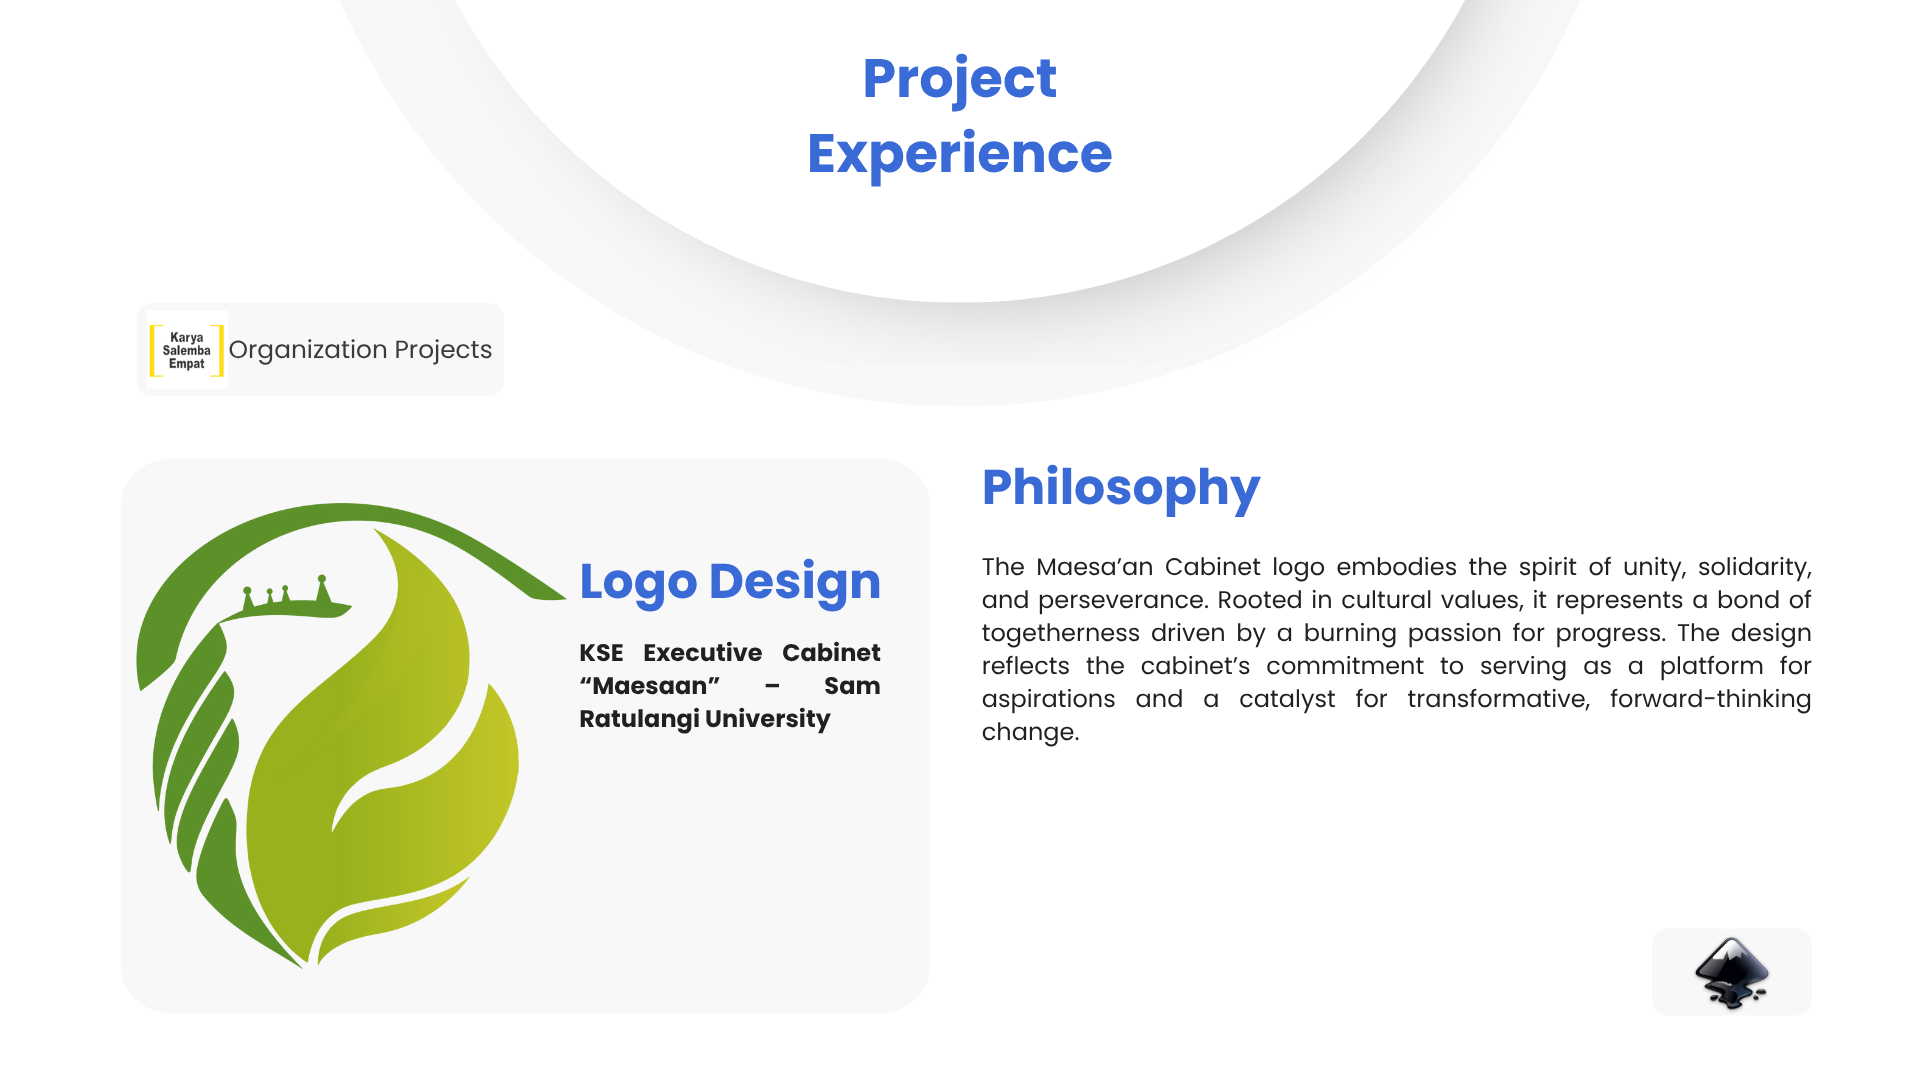 Project
Experience
Karya
Salemba
Empat
Organization Projects
Logo Design
KSE Executive Cabinet
“Maesaan” – Sam
Ratulangi University
Philosophy
The Maesa’an Cabinet logo embodies the spirit of unity, solidarity,
and perseverance. Rooted in cultural values, it represents a bond of
togetherness driven by a burning passion for progress. The design
reflects the cabinet’s commitment to serving as a platform for
aspirations and a catalyst for transformative, forward-thinking
change.